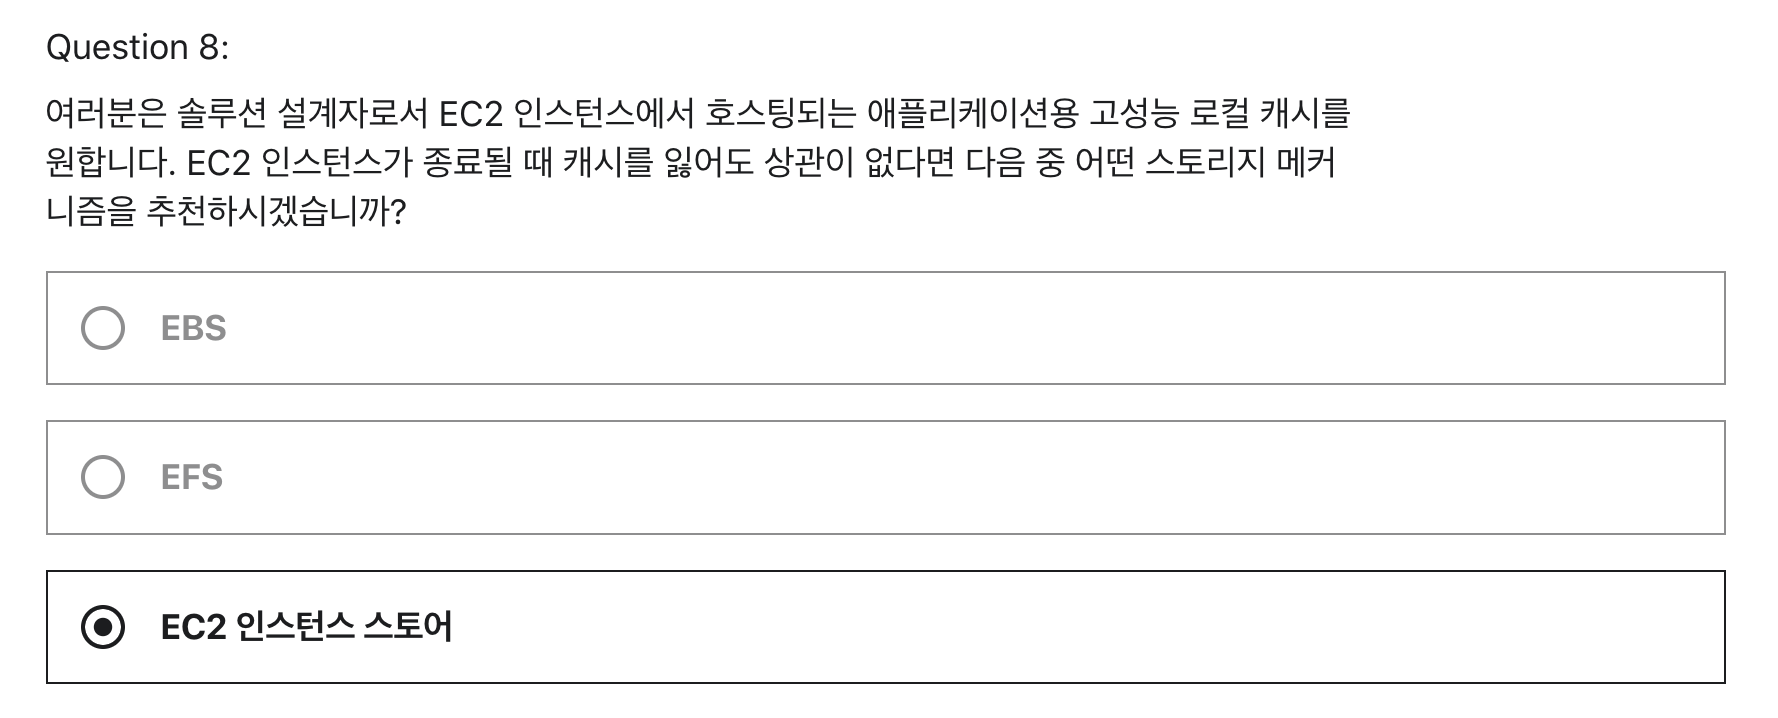 Question 8:
여러분은 솔루션 설계자로서 EC2 인스턴스에서 호스팅되는 애플리케이션용 고성능 로컬 캐시를
원합니다. EC2 인스턴스가 종료될 때 캐시를 잃어도 상관이 없다면 다음 중 어떤 스토리지 메커
니즘을 추천하시겠습니까?
EBS
EFS
EC2 인스턴스 스토어